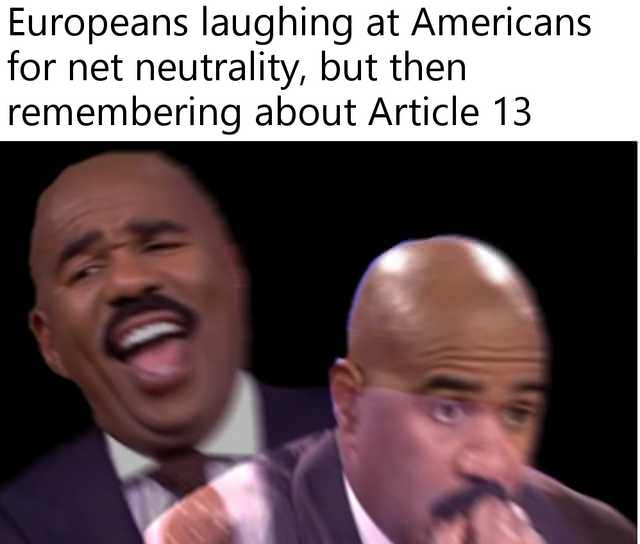 Europeans laughing at Americans
for net neutrality, but then
remembering about Article 13